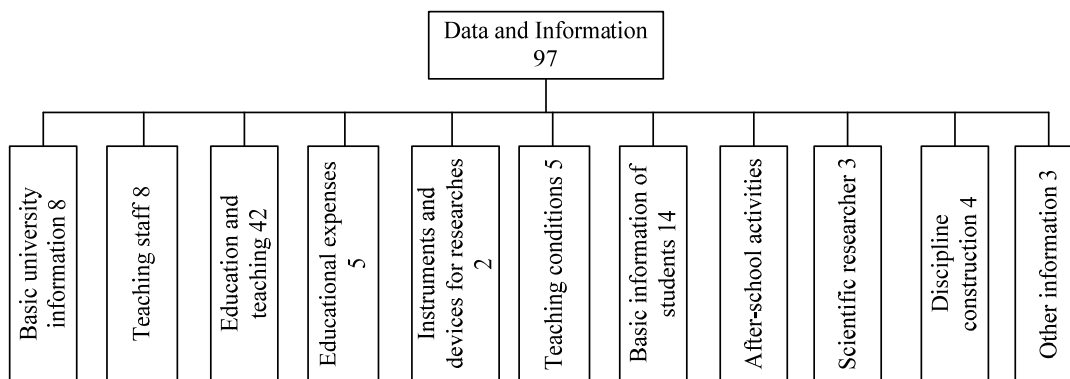 Data and Information
97
Basic university
information 8
Teaching staff 8
Education and
teaching 42
Educational expenses
5
Instruments and
devices for researches
2
Teaching conditions 5
Basic information of
students 14
After-school activities
Scientific researcher 3
Discipline
construction 4
Other information 3